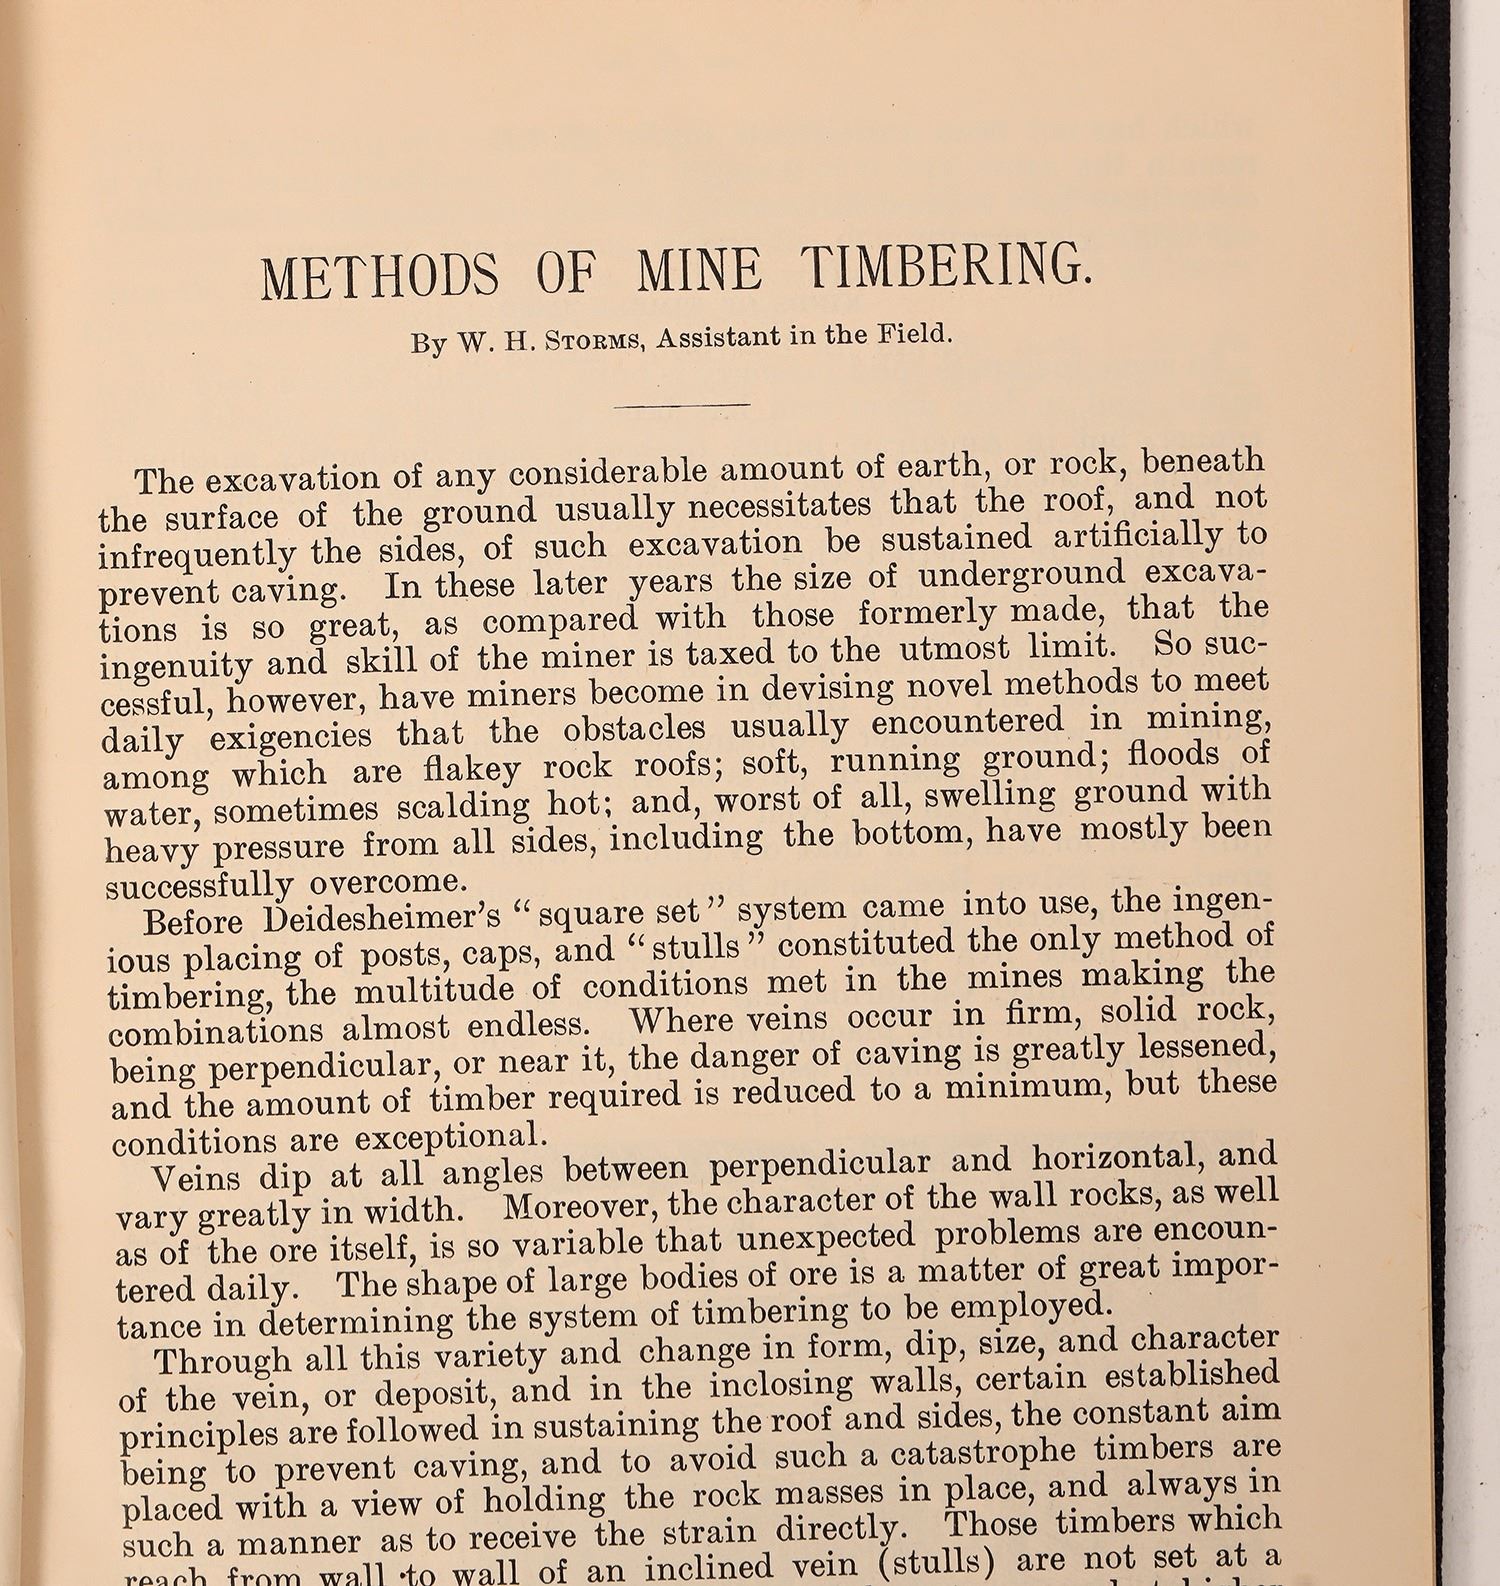 METHODS OF MINE TIMBERING.
By W. H. STORMS, Assistant in the Field.
The excavation of any considerable amount of earth, or rock, beneath
the surface of the ground usually necessitates that the roof, and not
infrequently the sides, of such excavation be sustained artificially to
prevent caving. In these later years the size of underground excava-
tions is so great, as compared with those formerly made, that the
ingenuity and skill of the miner is taxed to the utmost limit. So suc-
cessful, however, have miners become in devising novel methods to meet
daily exigencies that the obstacles usually encountered in mining,
among which are flakey rock roofs; soft, running ground; floods of
water, sometimes scalding hot; and, worst of all, swelling ground with
heavy pressure from all sides, including the bottom, have mostly been
successfully overcome.
Before Deidesheimer's "square set" system came into use, the ingen-
ious placing of posts, caps, and "stulls" constituted the only method of
timbering, the multitude of conditions met in the mines making the
combinations almost endless. Where veins occur in firm, solid rock,
being perpendicular, or near it, the danger of caving is greatly lessened,
and the amount of timber required is reduced to a minimum, but these
conditions are exceptional.
Veins dip at all angles between perpendicular and horizontal, and
vary greatly in width. Moreover, the character of the wall rocks, as well
as of the ore itself, is so variable that unexpected problems are encoun-
tered daily. The shape of large bodies of ore is a matter of great impor-
tance in determining the system of timbering to be employed.
Through all this variety and change in form, dip, size, and character
of the vein, or deposit, and in the inclosing walls, certain established
principles are followed in sustaining the roof and sides, the constant aim
being to prevent caving, and to avoid such a catastrophe timbers are
placed with a view of holding the rock masses in place, and always in
such a manner as to receive the strain directly. Those timbers which
reach from wall to wall of an inclined vein (stulls) are not set at a